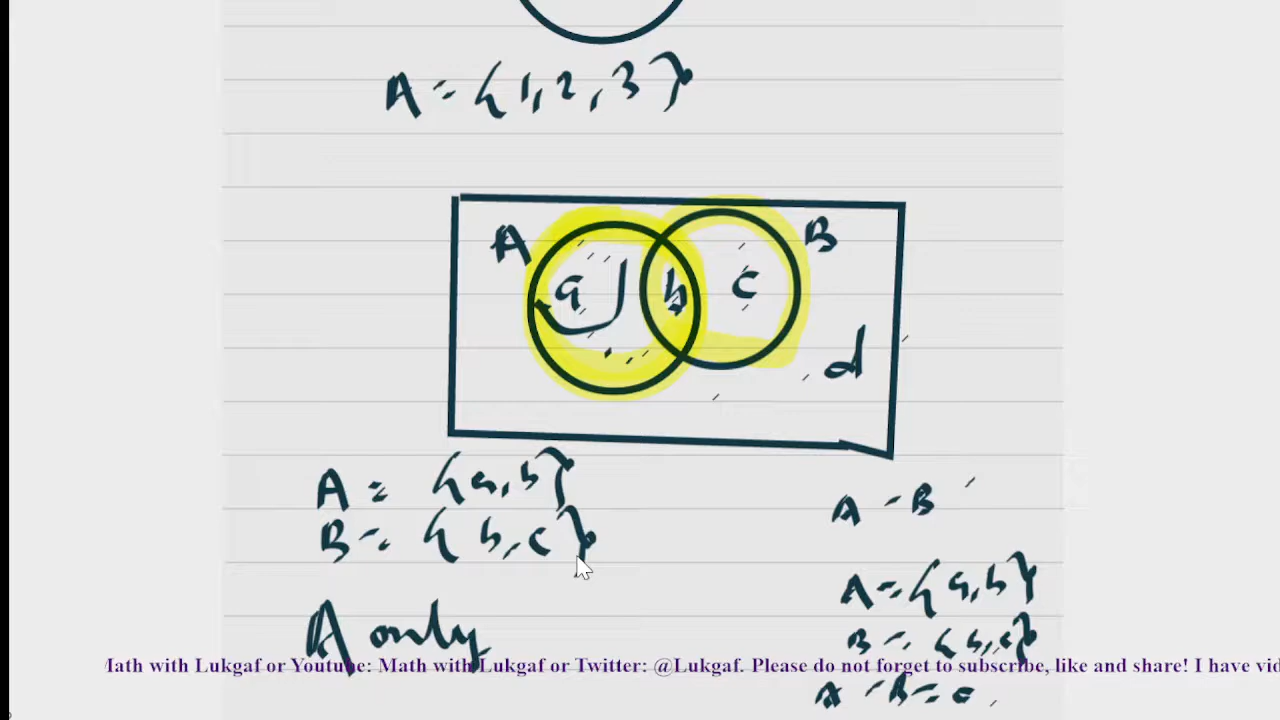 A = {1, 2, 3}
A B
a b c
d
A = {a, b}
B = {b, c}
A only
A - B
A = {a, b}
B = {b, c}
A - B =
Math with Lukgaf or Youtube: Math with Lukgaf or Twitter: @Lukgaf. Please do not forget to subscribe, like and share! I have